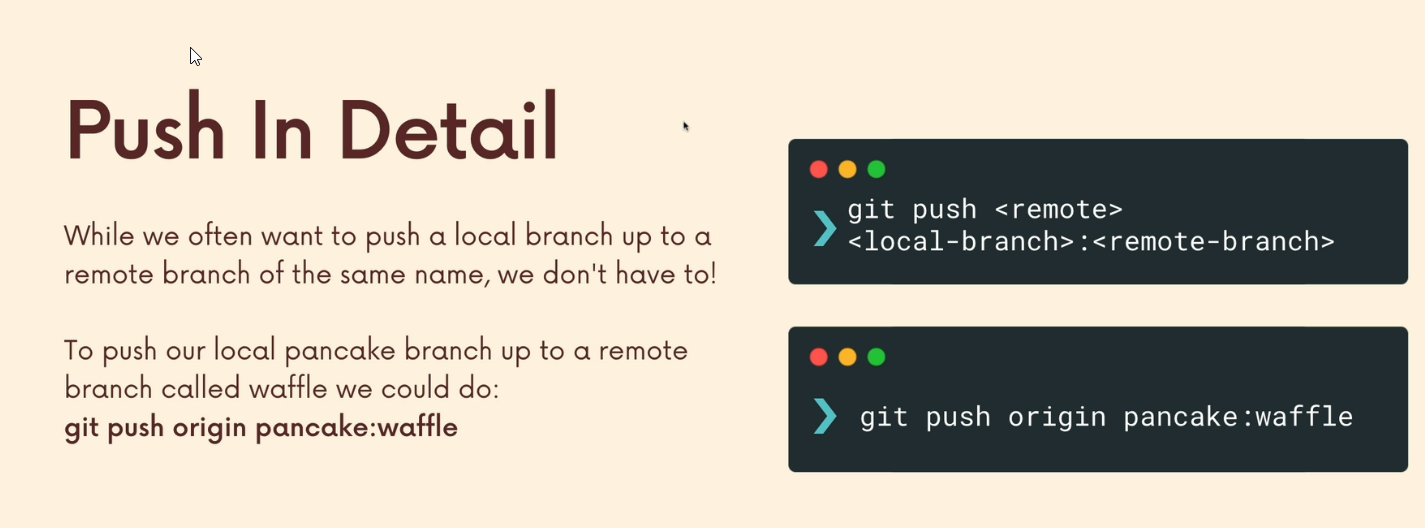 Push In Detail
While we often want to push a local branch up to a
remote branch of the same name, we don't have to!
To push our local pancake branch up to a remote
branch called waffle we could do:
git push origin pancake:waffle
❯ git push <remote>
<local-branch>:<remote-branch>
❯ git push origin pancake:waffle